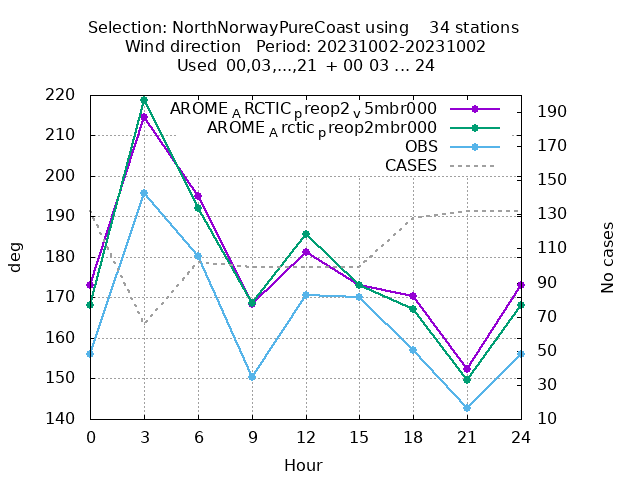 Selection: NorthNorwayPureCoast using 34 stations
Wind direction Period: 20231002-20231002
Used 00,03,...,21 + 00 03 ... 24
220
210
200
190
180
170
160
150
140
deg
AROME_ARCTIC_preop2_v5mbr000
AROME_Arctic_preop2mbr000
OBS
CASES
190
170
150
130
110
90
70
50
30
10
No cases
0 3 6 9 12 15 18 21 24
Hour